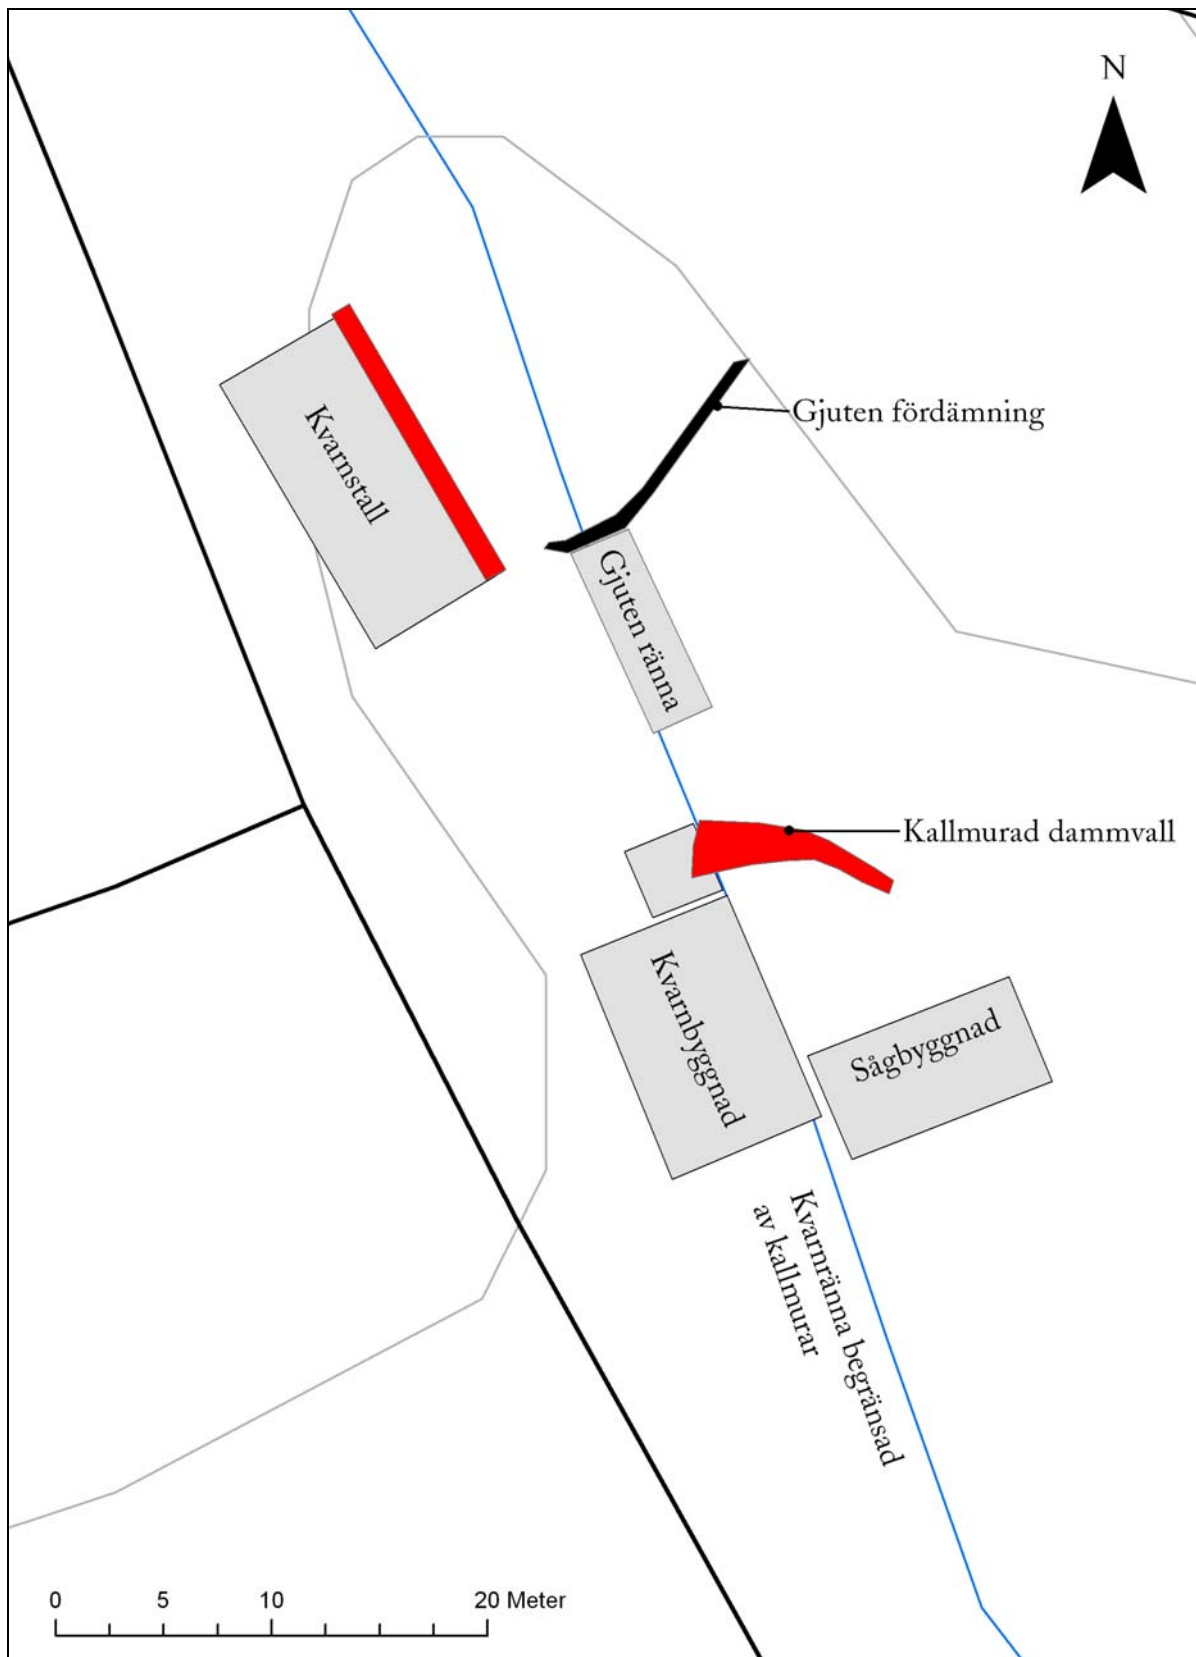 N
Gjuten fördämning
Kvarnstall
Gjuten ränna
Kallmurad dammvall
Kvarnbyggnad
Sågbyggnad
Kvarnränna begränsad
av kallmurar
0 5 10 20 Meter